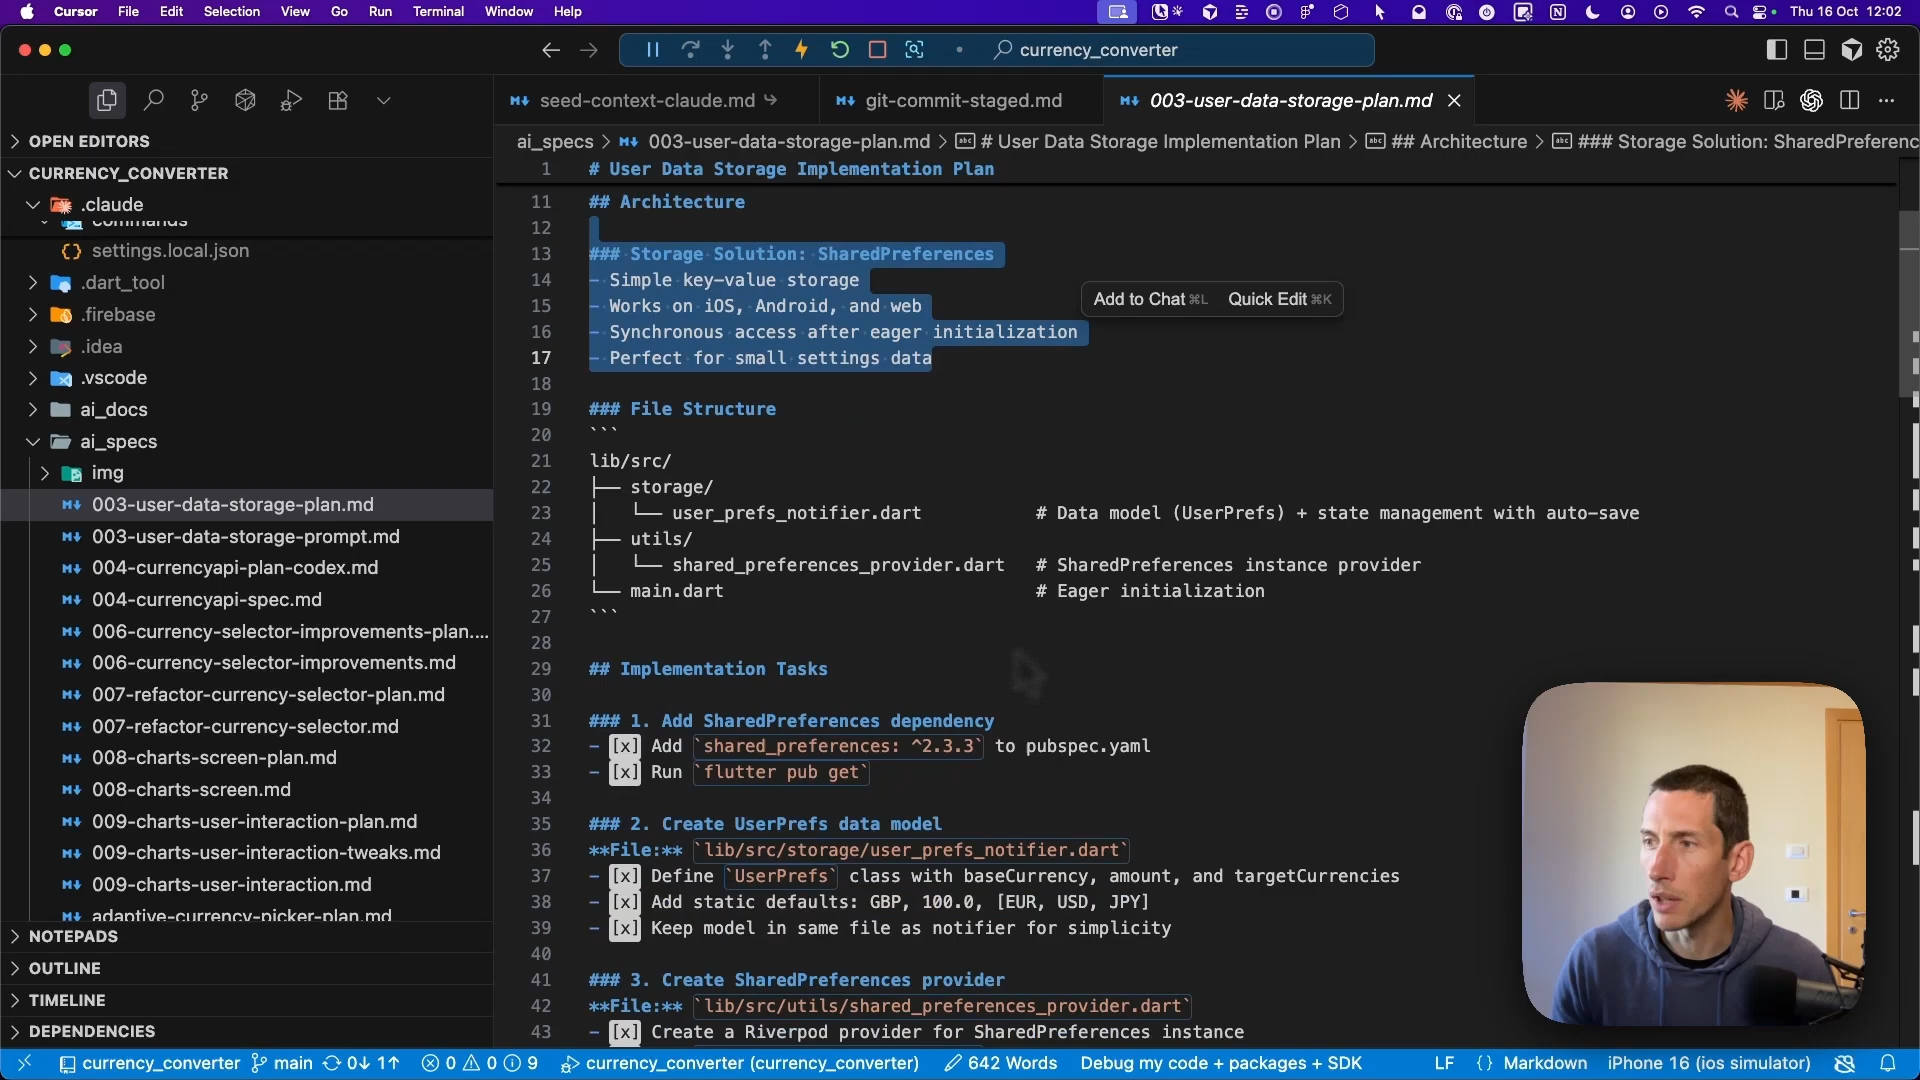 Cursor File Edit Selection View Go Run Terminal Window Help Thu 16 Oct 12:02
currency_converter
seed-context-claude.md
git-commit-staged.md
003-user-data-storage-plan.md
OPEN EDITORS
ai_specs > 003-user-data-storage-plan.md > # User Data Storage Implementation Plan > ## Architecture > ### Storage Solution: SharedPreferenc
CURRENCY_CONVERTER
.claude
commands
settings.local.json
.dart_tool
.firebase
.idea
.vscode
ai_docs
ai_specs
img
003-user-data-storage-plan.md
003-user-data-storage-prompt.md
004-currencyapi-plan-codex.md
004-currencyapi-spec.md
006-currency-selector-improvements-plan....
006-currency-selector-improvements.md
007-refactor-currency-selector-plan.md
007-refactor-currency-selector.md
008-charts-screen-plan.md
008-charts-screen.md
009-charts-user-interaction-plan.md
009-charts-user-interaction-tweaks.md
009-charts-user-interaction.md
adaptive-currency-picker-plan.md
NOTEPADS
OUTLINE
TIMELINE
DEPENDENCIES
1 # User Data Storage Implementation Plan
11 ## Architecture
12
13 ### Storage Solution: SharedPreferences
14 - Simple key-value storage
15 - Works on iOS, Android, and web
16 - Synchronous access after eager initialization
17 - Perfect for small settings data
Add to Chat ⌘L Quick Edit ⌘K
18
19 ### File Structure
20 ```
21 lib/src/
22 ├── storage/
23 │   └── user_prefs_notifier.dart # Data model (UserPrefs) + state management with auto-save
24 ├── utils/
25 │   └── shared_preferences_provider.dart # SharedPreferences instance provider
26 └── main.dart # Eager initialization
27 ```
28
29 ## Implementation Tasks
30
31 ### 1. Add SharedPreferences dependency
32 - [x] Add `shared_preferences: ^2.3.3` to pubspec.yaml
33 - [x] Run `flutter pub get`
34
35 ### 2. Create UserPrefs data model
36 **File:** `lib/src/storage/user_prefs_notifier.dart`
37 - [x] Define `UserPrefs` class with baseCurrency, amount, and targetCurrencies
38 - [x] Add static defaults: GBP, 100.0, [EUR, USD, JPY]
39 - [x] Keep model in same file as notifier for simplicity
40
41 ### 3. Create SharedPreferences provider
42 **File:** `lib/src/utils/shared_preferences_provider.dart`
43 - [x] Create a Riverpod provider for SharedPreferences instance
currency_converter main 0↓ 1↑ 0 0 9 currency_converter (currency_converter) 642 Words Debug my code + packages + SDK LF {} Markdown iPhone 16 (ios simulator)